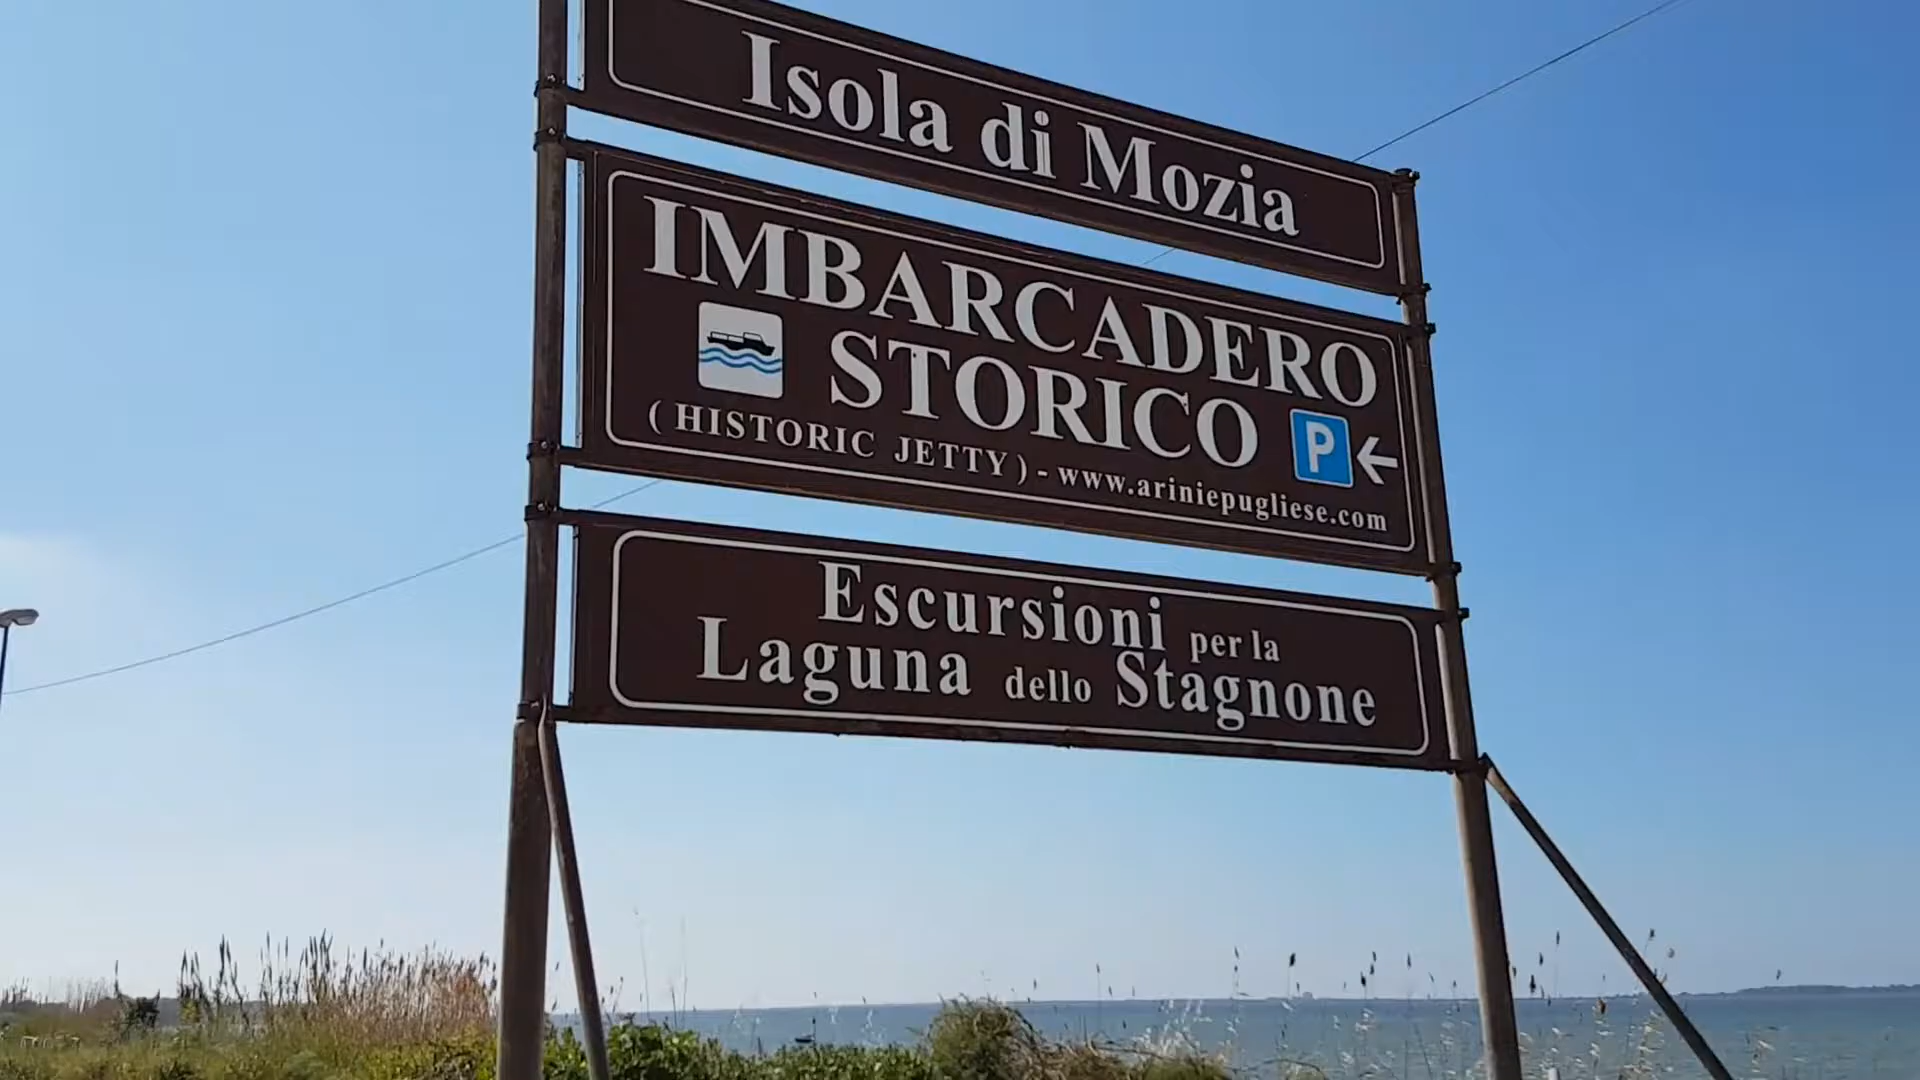 Isola di Mozia
IMBARCADERO
STORICO
P
( HISTORIC JETTY ) - www.ariniepugliese.com
Escursioni per la
Laguna dello Stagnone